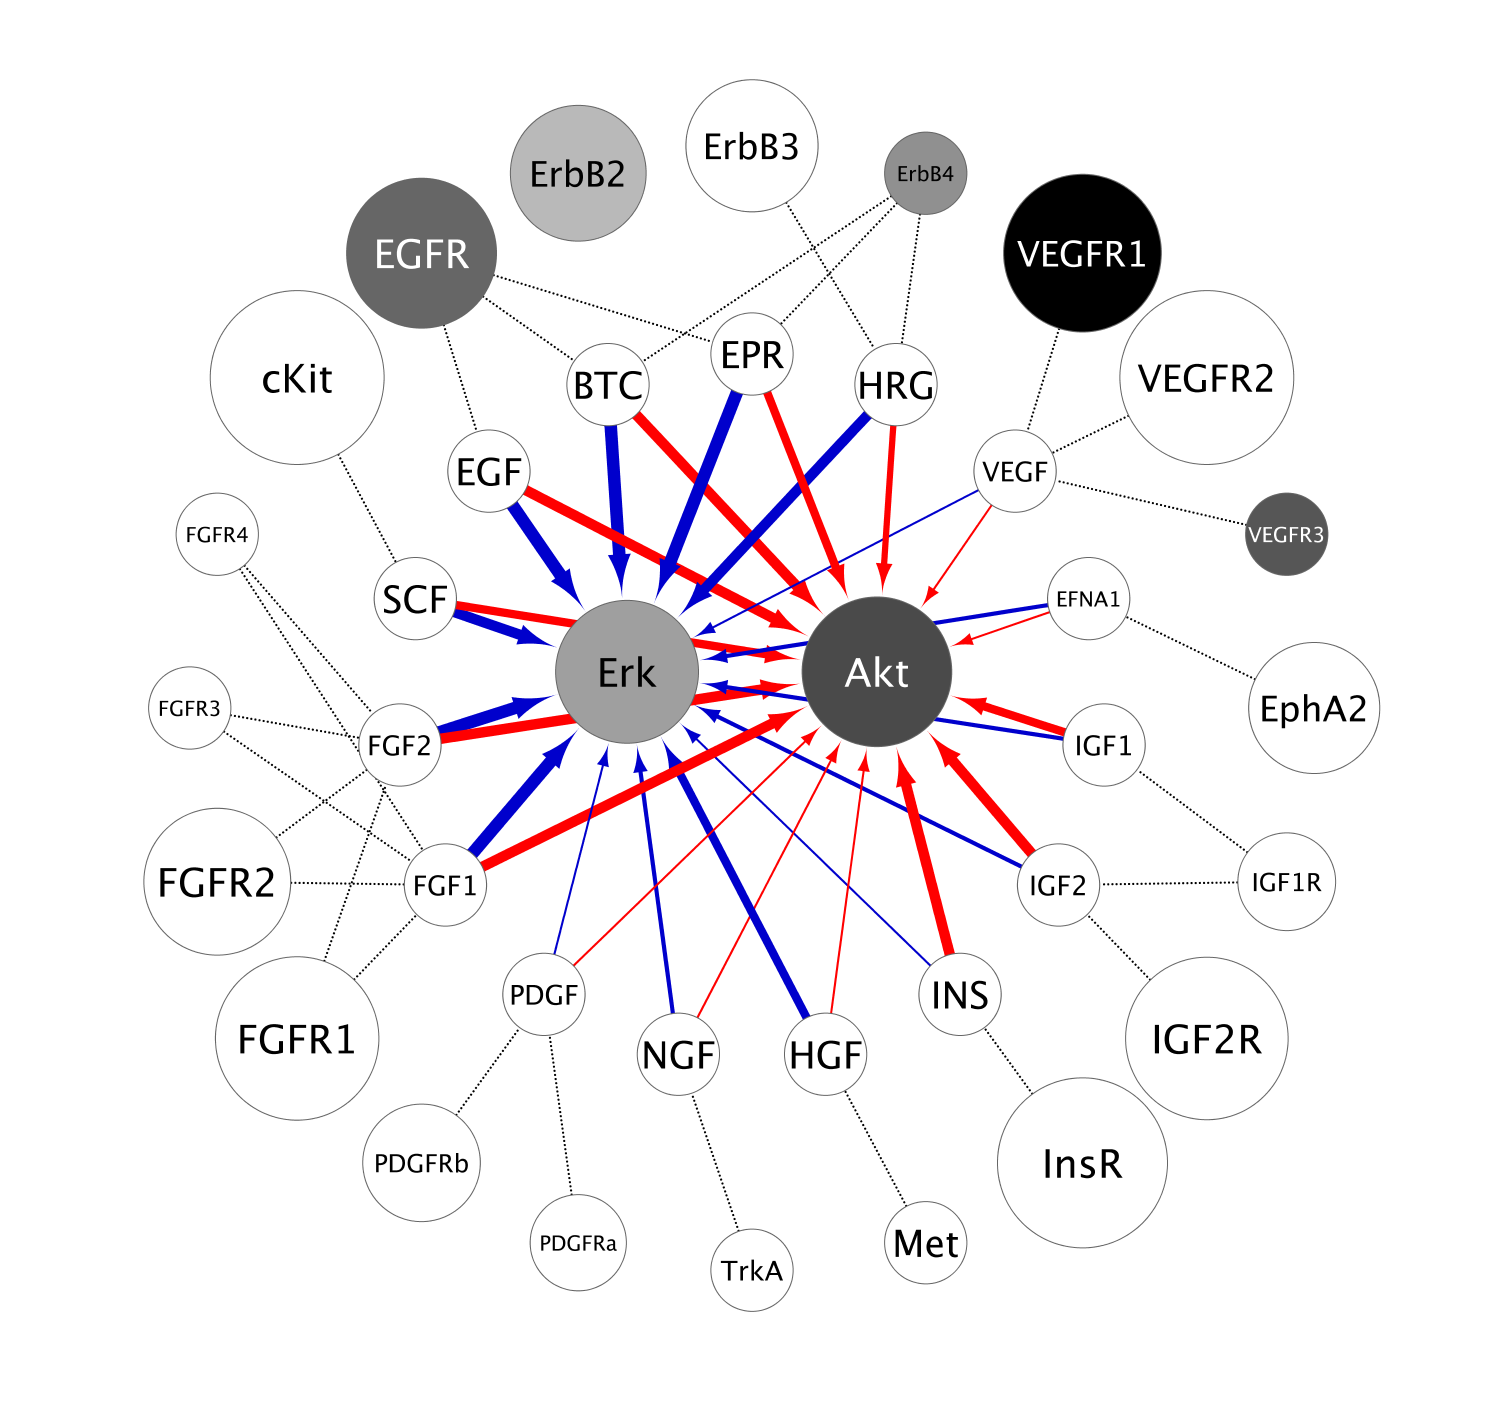 ErbB3
ErbB2
ErbB4
EGFR
VEGFR1
EPR
cKit
BTC
HRG
VEGFR2
EGF
VEGF
FGFR4
VEGFR3
SCF
EFNA1
Erk
Akt
FGFR3
EphA2
FGF2
IGF1
FGFR2
FGF1
IGF2
IGF1R
PDGF
INS
FGFR1
NGF
HGF
IGF2R
PDGFRb
InsR
PDGFRa
Met
TrkA